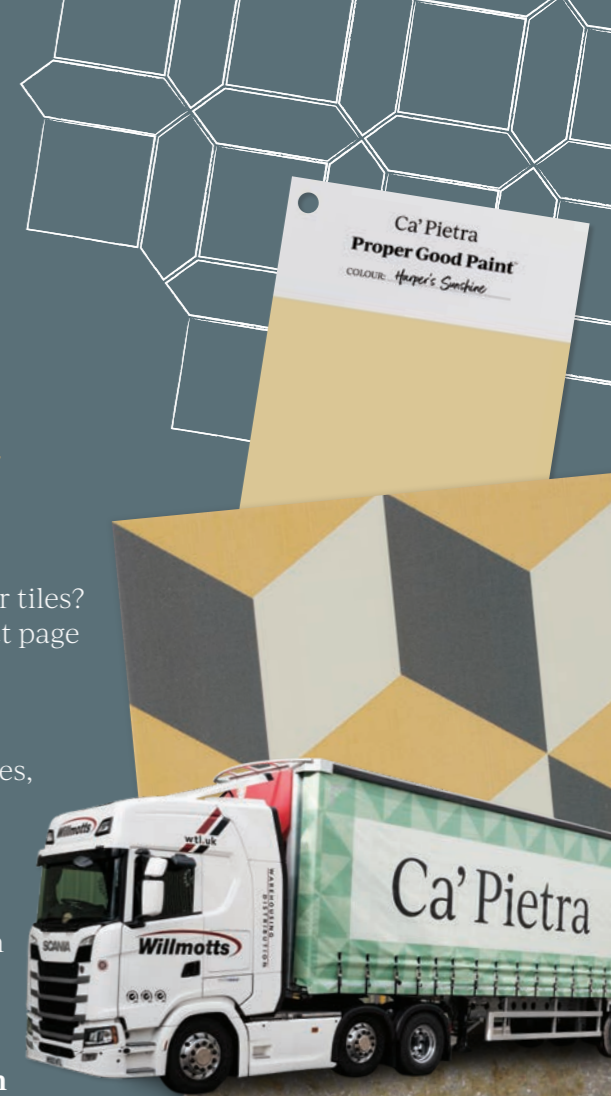 Ca' Pietra
Proper Good Paint
COLOUR: Harper's Sunshine
r tiles?
t page
es,
Willmotts
wtl.uk
WAREHOUSING
DISTRIBUTION
Ca' Pietra
SCANIA
Willmotts